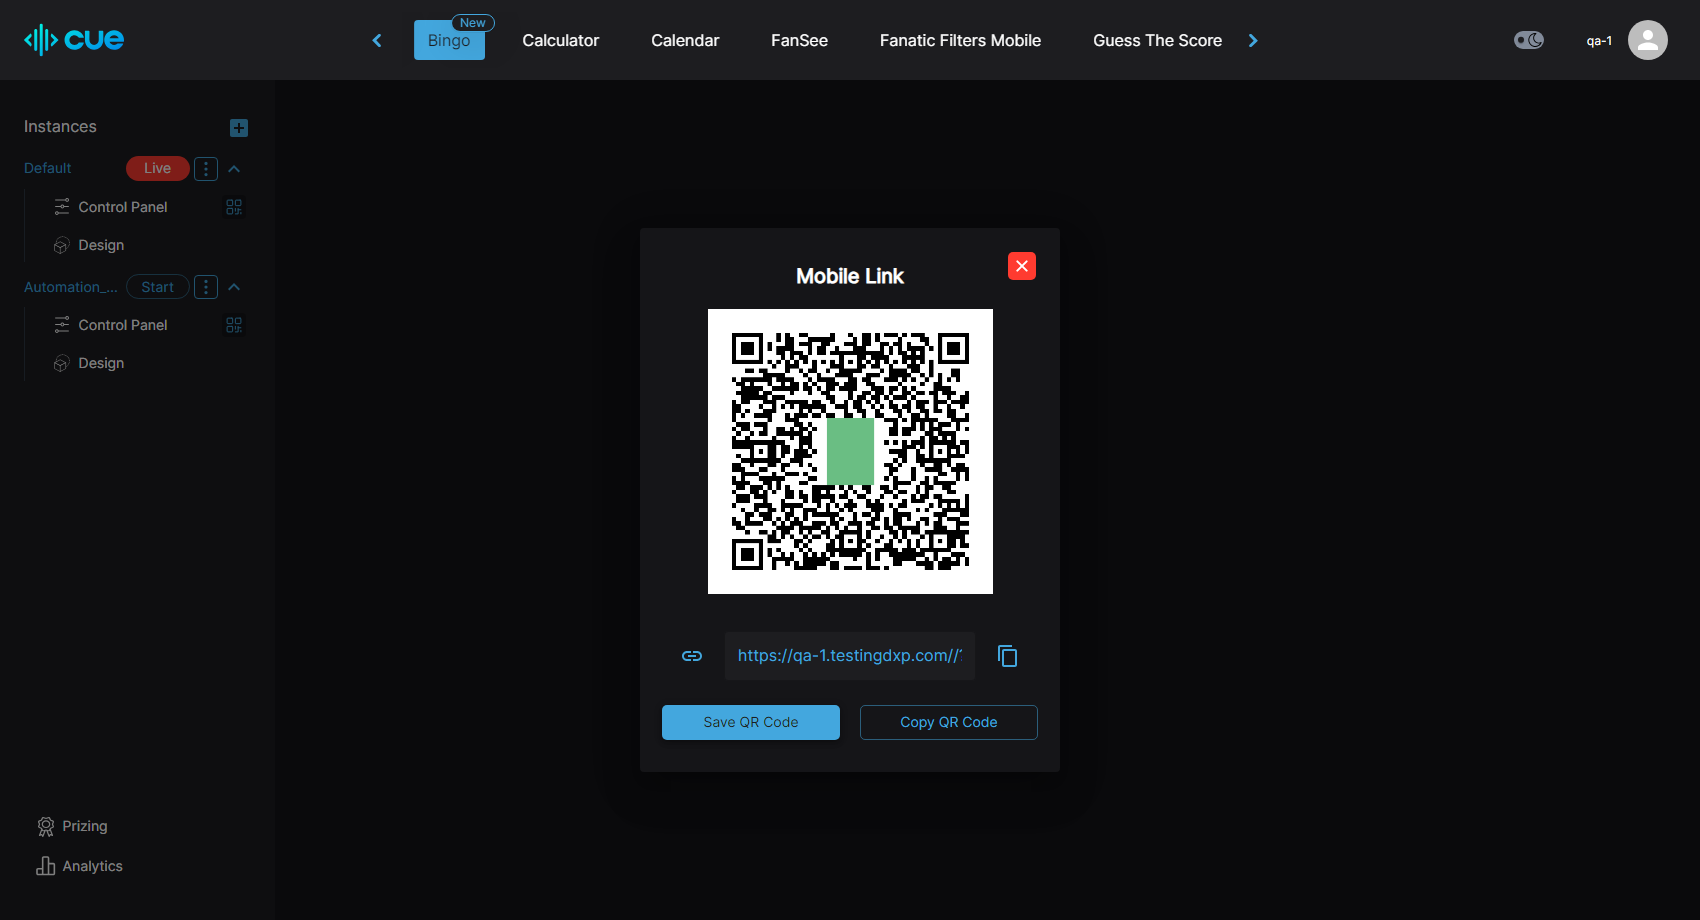 cue
New
Bingo
Calculator
Calendar
FanSee
Fanatic Filters Mobile
Guess The Score
qa-1
Instances
Default
Live
Control Panel
Design
Automation_...
Start
Control Panel
Design
Mobile Link
https://qa-1.testingdxp.com//?
Save QR Code
Copy QR Code
Prizing
Analytics